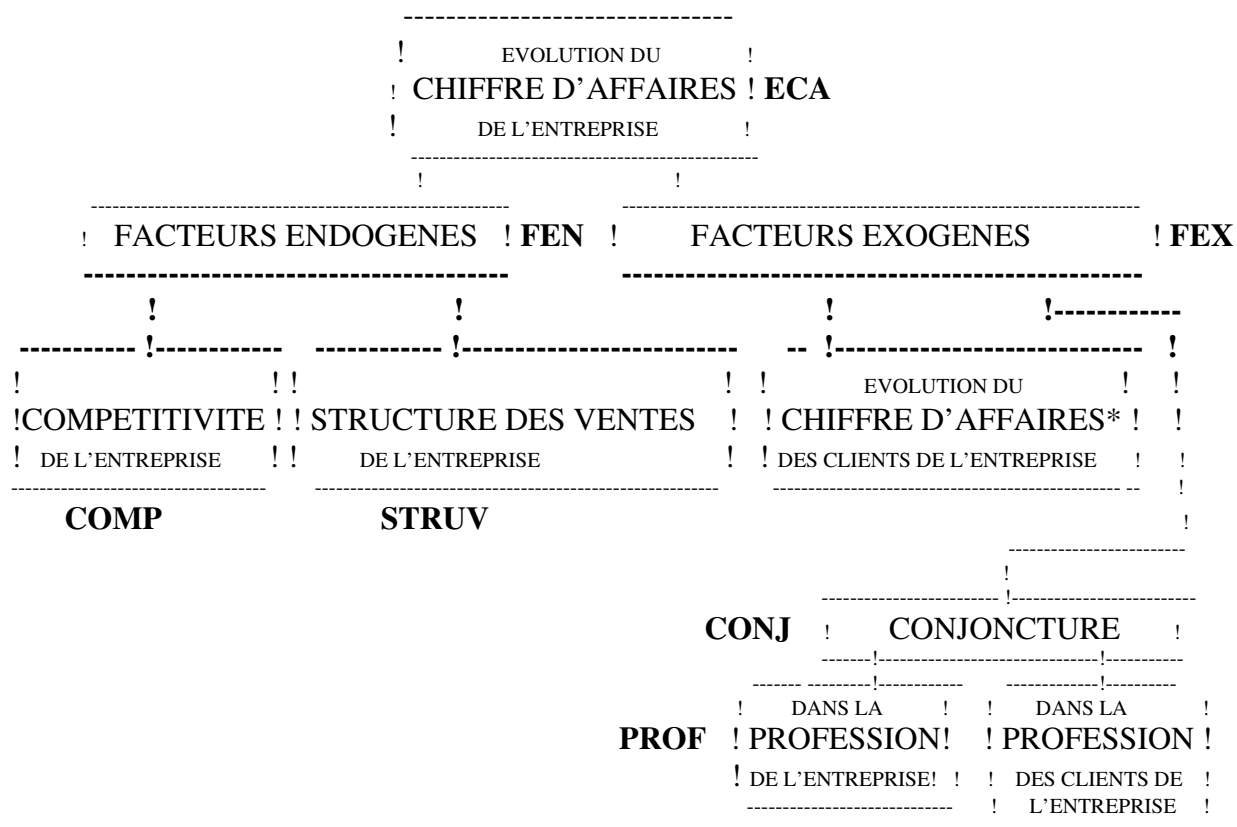 EVOLUTION DU
CHIFFRE D’AFFAIRES ECA
DE L’ENTREPRISE
FACTEURS ENDOGENES FEN FACTEURS EXOGENES FEX
EVOLUTION DU
COMPETITIVITE STRUCTURE DES VENTES CHIFFRE D’AFFAIRES*
DE L’ENTREPRISE DE L’ENTREPRISE DES CLIENTS DE L’ENTREPRISE
COMP STRUV
CONJ CONJONCTURE
DANS LA DANS LA
PROF PROFESSION PROFESSION
DE L’ENTREPRISE DES CLIENTS DE
L’ENTREPRISE